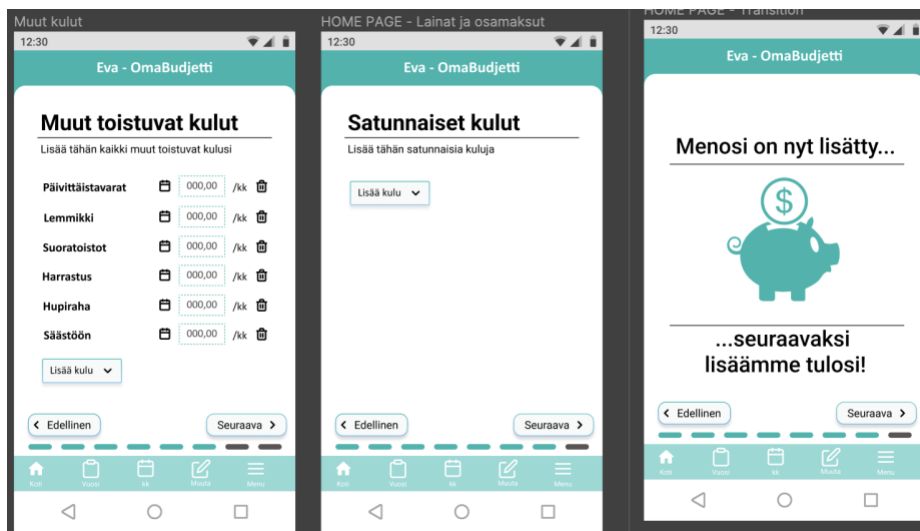 Muut kulut
12:30
Eva - OmaBudjetti
Muut toistuvat kulut
Lisää tähän kaikki muut toistuvat kulusi
Päivittäistavarat 000,00 /kk
Lemmikki 000,00 /kk
Suoratoistot 000,00 /kk
Harrastus 000,00 /kk
Hupiraha 000,00 /kk
Säästöön 000,00 /kk
Lisää kulu
Edellinen Seuraava
Koti Vuosi kk Muuta Menu
HOME PAGE - Lainat ja osamaksut
12:30
Eva - OmaBudjetti
Satunnaiset kulut
Lisää tähän satunnaisia kuluja
Lisää kulu
Edellinen Seuraava
Koti Vuosi kk Muuta Menu
HOME PAGE - Transition
12:30
Eva - OmaBudjetti
Menosi on nyt lisätty...
$
...seuraavaksi
lisäämme tulosi!
Edellinen Seuraava
Koti Vuosi kk Muuta Menu